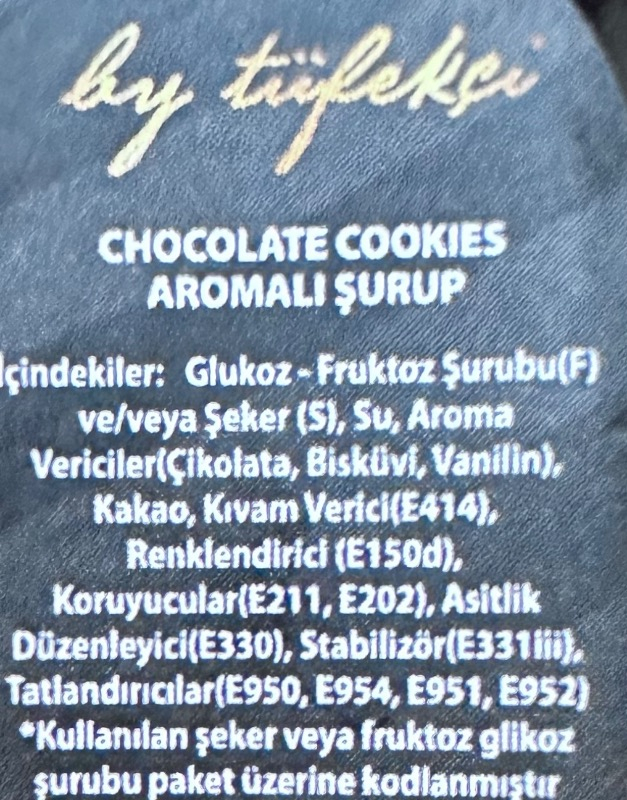 by tüfekçi
CHOCOLATE COOKIES
AROMALI ŞURUP
İçindekiler: Glukoz - Fruktoz Şurubu(F)
ve/veya Şeker (S), Su, Aroma
Vericiler(Çikolata, Bisküvi, Vanilin),
Kakao, Kıvam Verici(E414),
Renklendirici (E150d),
Koruyucular(E211, E202), Asitlik
Düzenleyici(E330), Stabilizör(E331iii),
Tatlandırıcılar(E950, E954, E951, E952)
*Kullanılan şeker veya fruktoz glikoz
şurubu paket üzerine kodlanmıştır